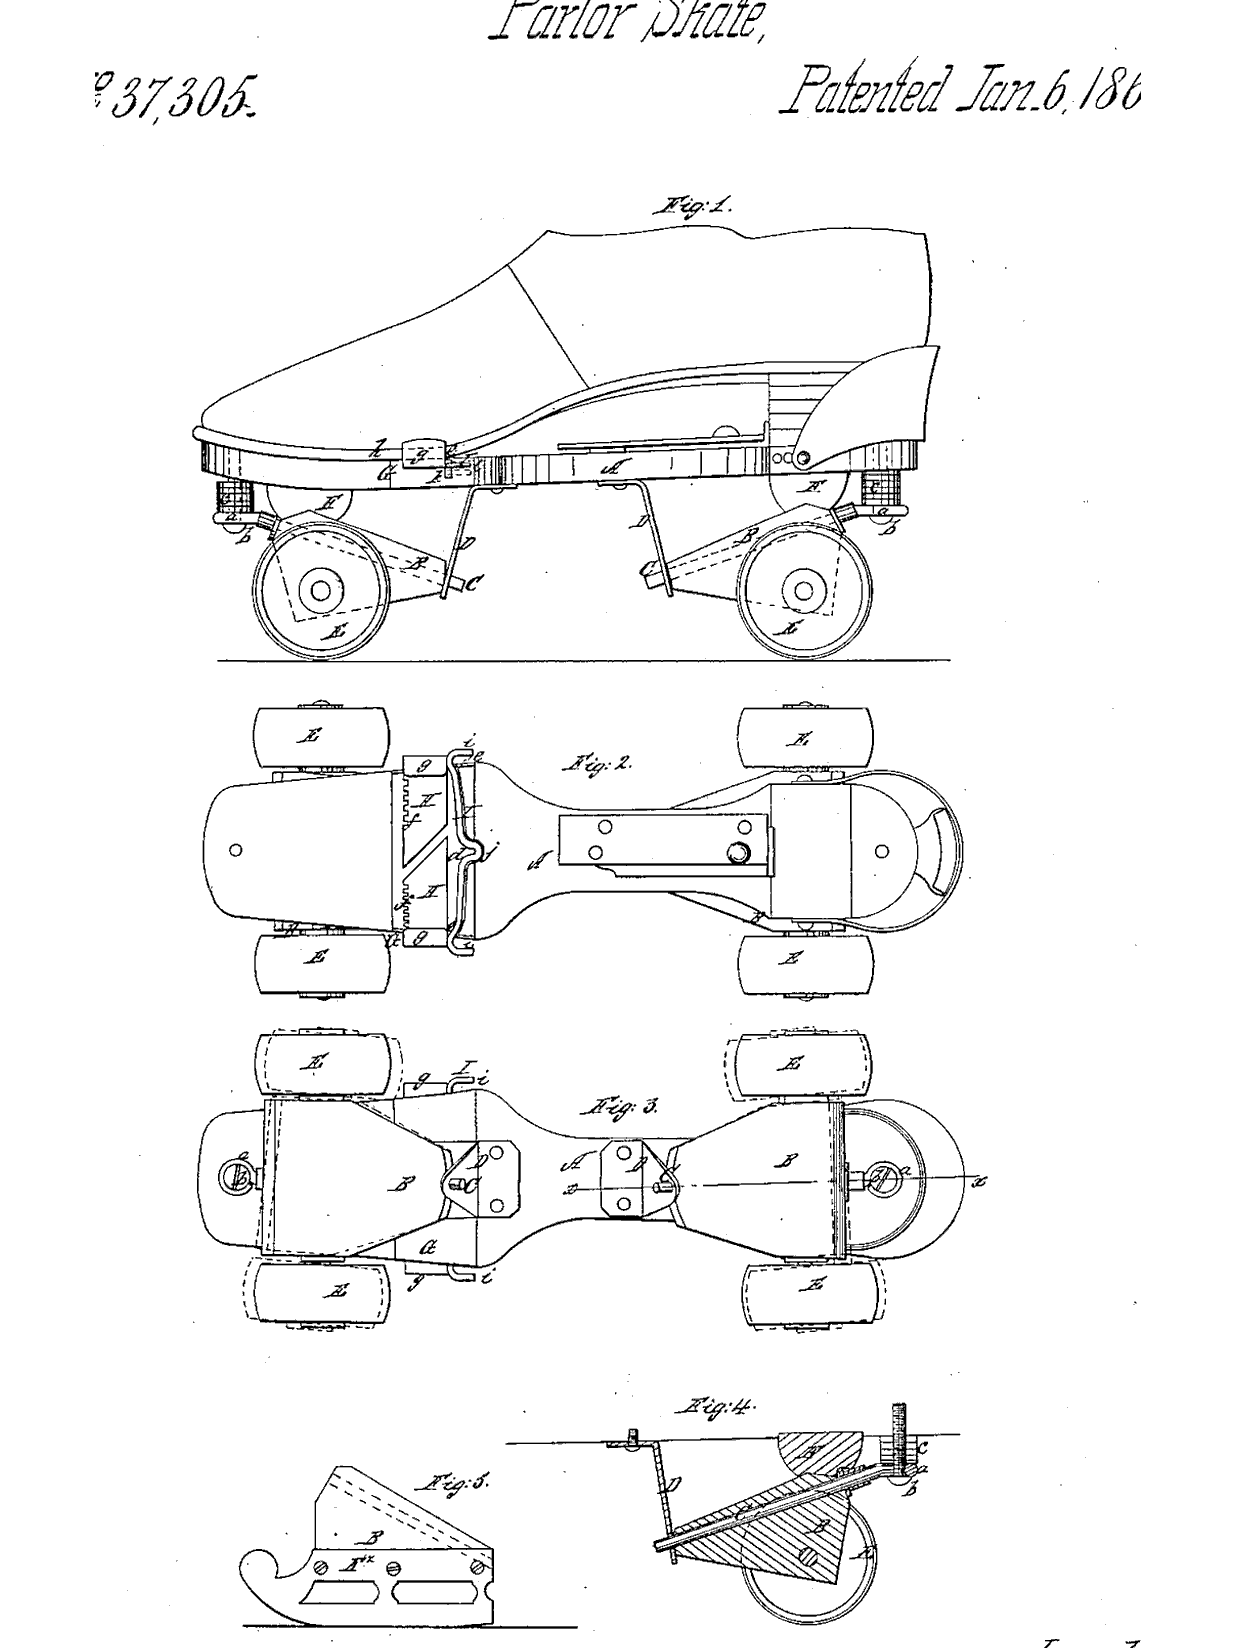 Parlor Skate,
37,305. Patented Jan. 6, 186
Fig: 1.
h g e
G I A
F F
c a b D B C
C D B a b
E E
Fig: 2.
E E
g i e
H f I
d j A
H
g i
E E
E E
g I i
Fig: 3.
a b B D C A D B a x
x
G
g i
E E
Fig: 4.
F C a b
D C B E
Fig: 5.
B
A**